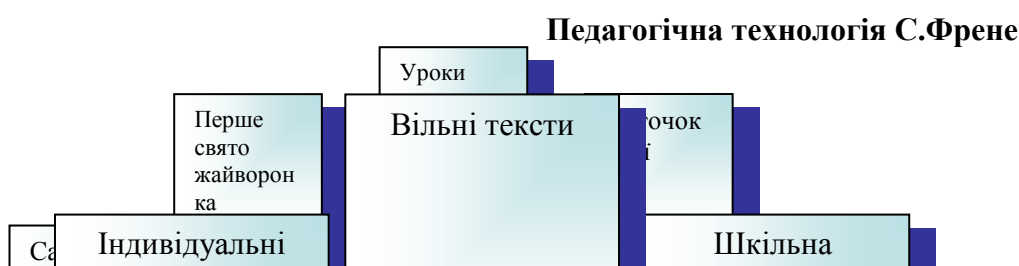 Педагогічна технологія С.Френе
Уроки
Перше
свято
жайворон
ка
Вільні тексти
Індивідуальні
Шкільна